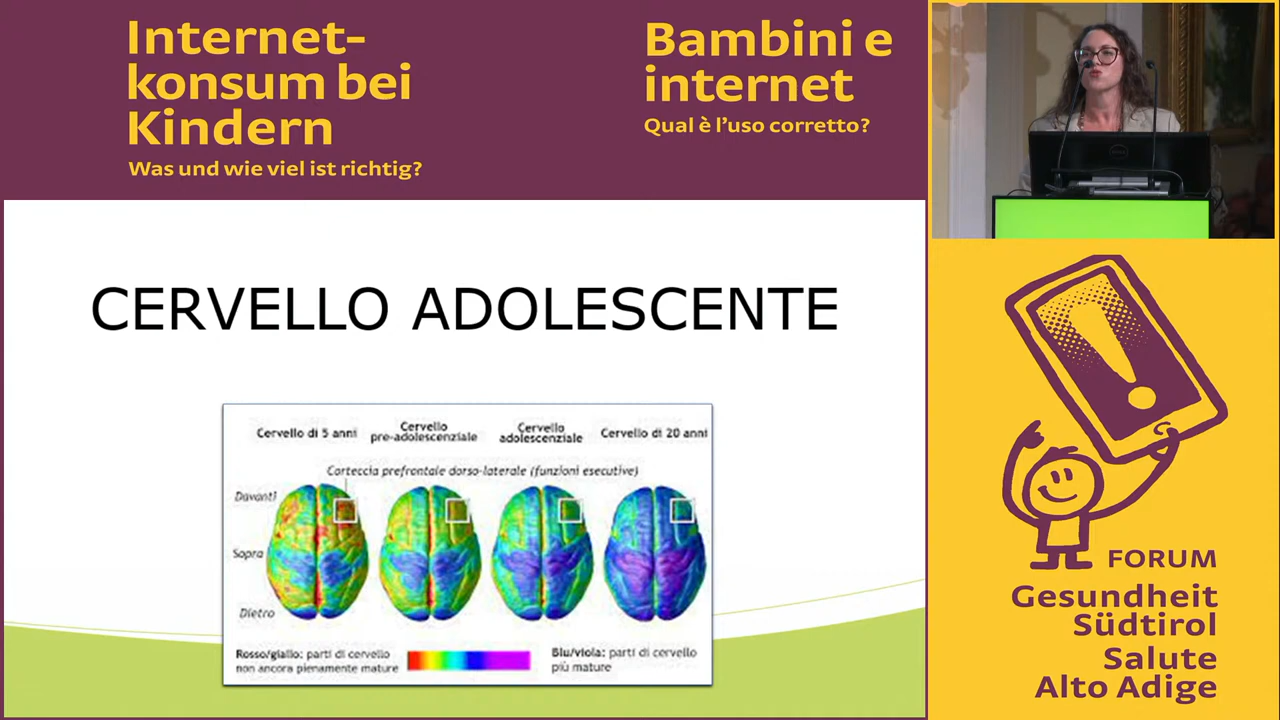 Internet-
konsum bei
Kindern
Was und wie viel ist richtig?
Bambini e
internet
Qual è l'uso corretto?
CERVELLO ADOLESCENTE
Cervello di 5 anni
Cervello
pre-adolescenziale
Cervello
adolescenziale
Cervello di 20 anni
Corteccia prefrontale dorso-laterale (funzioni esecutive)
Davanti
Sopra
Dietro
Rosso/giallo: parti di cervello
non ancora pienamente mature
Blu/viola: parti di cervello
più mature
FORUM
Gesundheit
Südtirol
Salute
Alto Adige